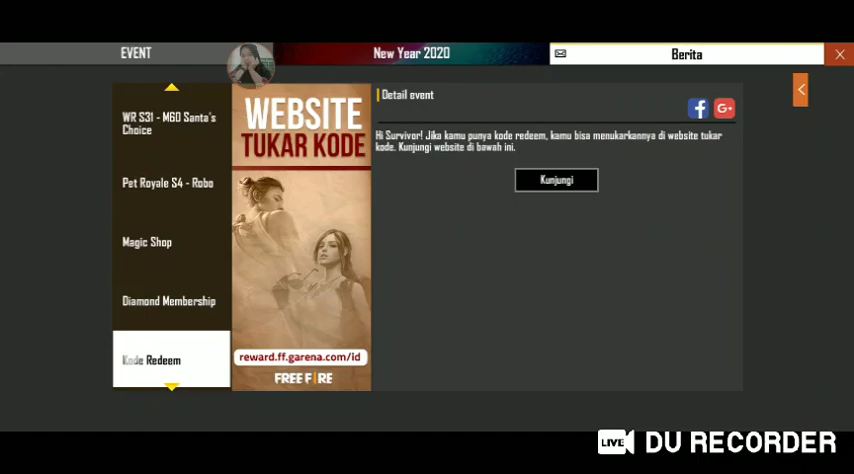 EVENT
New Year 2020
Berita
WR S31 - M60 Santa's
Choice
Pet Royale S4 - Robo
Magic Shop
Diamond Membership
Kode Redeem
WEBSITE
TUKAR KODE
reward.ff.garena.com/id
FREE FIRE
Detail event
f
G+
Hi Survivor! Jika kamu punya kode redeem, kamu bisa menukarkannya di website tukar
kode. Kunjungi website di bawah ini.
Kunjungi
LIVE DU RECORDER